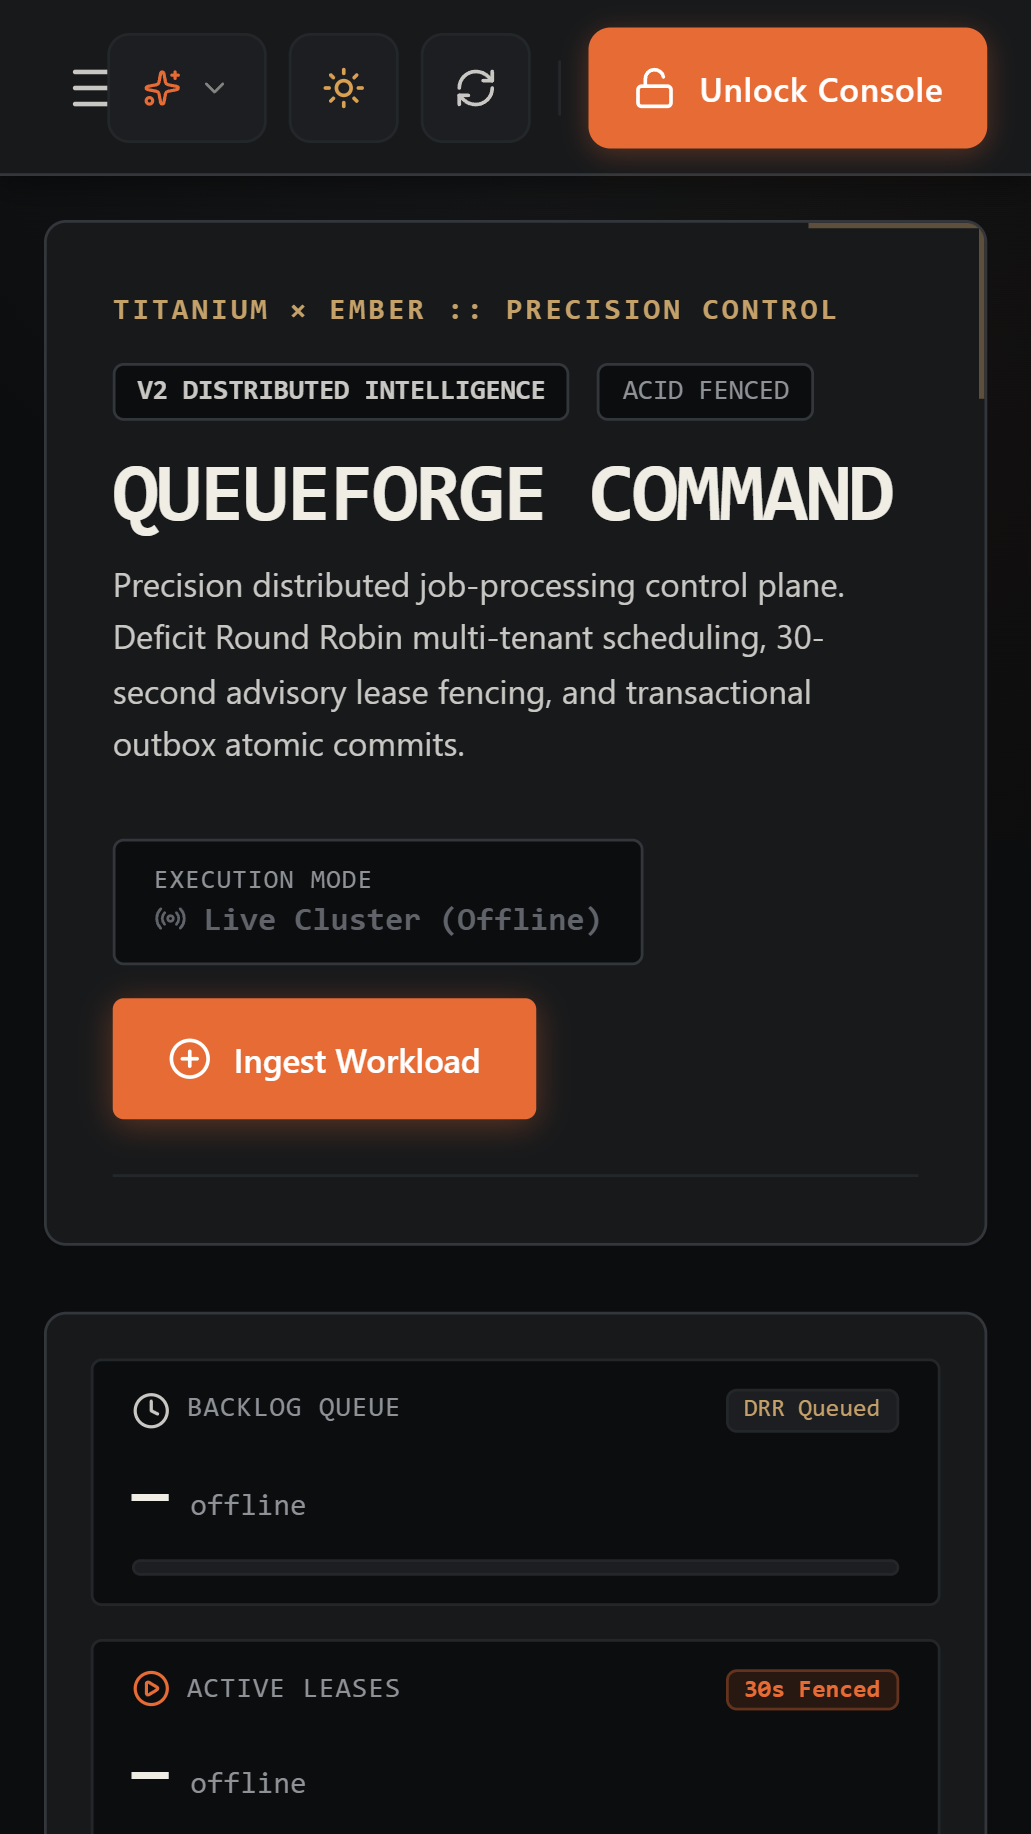 Unlock Console
TITANIUM × EMBER :: PRECISION CONTROL
V2 DISTRIBUTED INTELLIGENCE
ACID FENCED
QUEUEFORGE COMMAND
Precision distributed job-processing control plane.
Deficit Round Robin multi-tenant scheduling, 30-
second advisory lease fencing, and transactional
outbox atomic commits.
EXECUTION MODE
Live Cluster (Offline)
Ingest Workload
BACKLOG QUEUE
DRR Queued
— offline
ACTIVE LEASES
30s Fenced
— offline